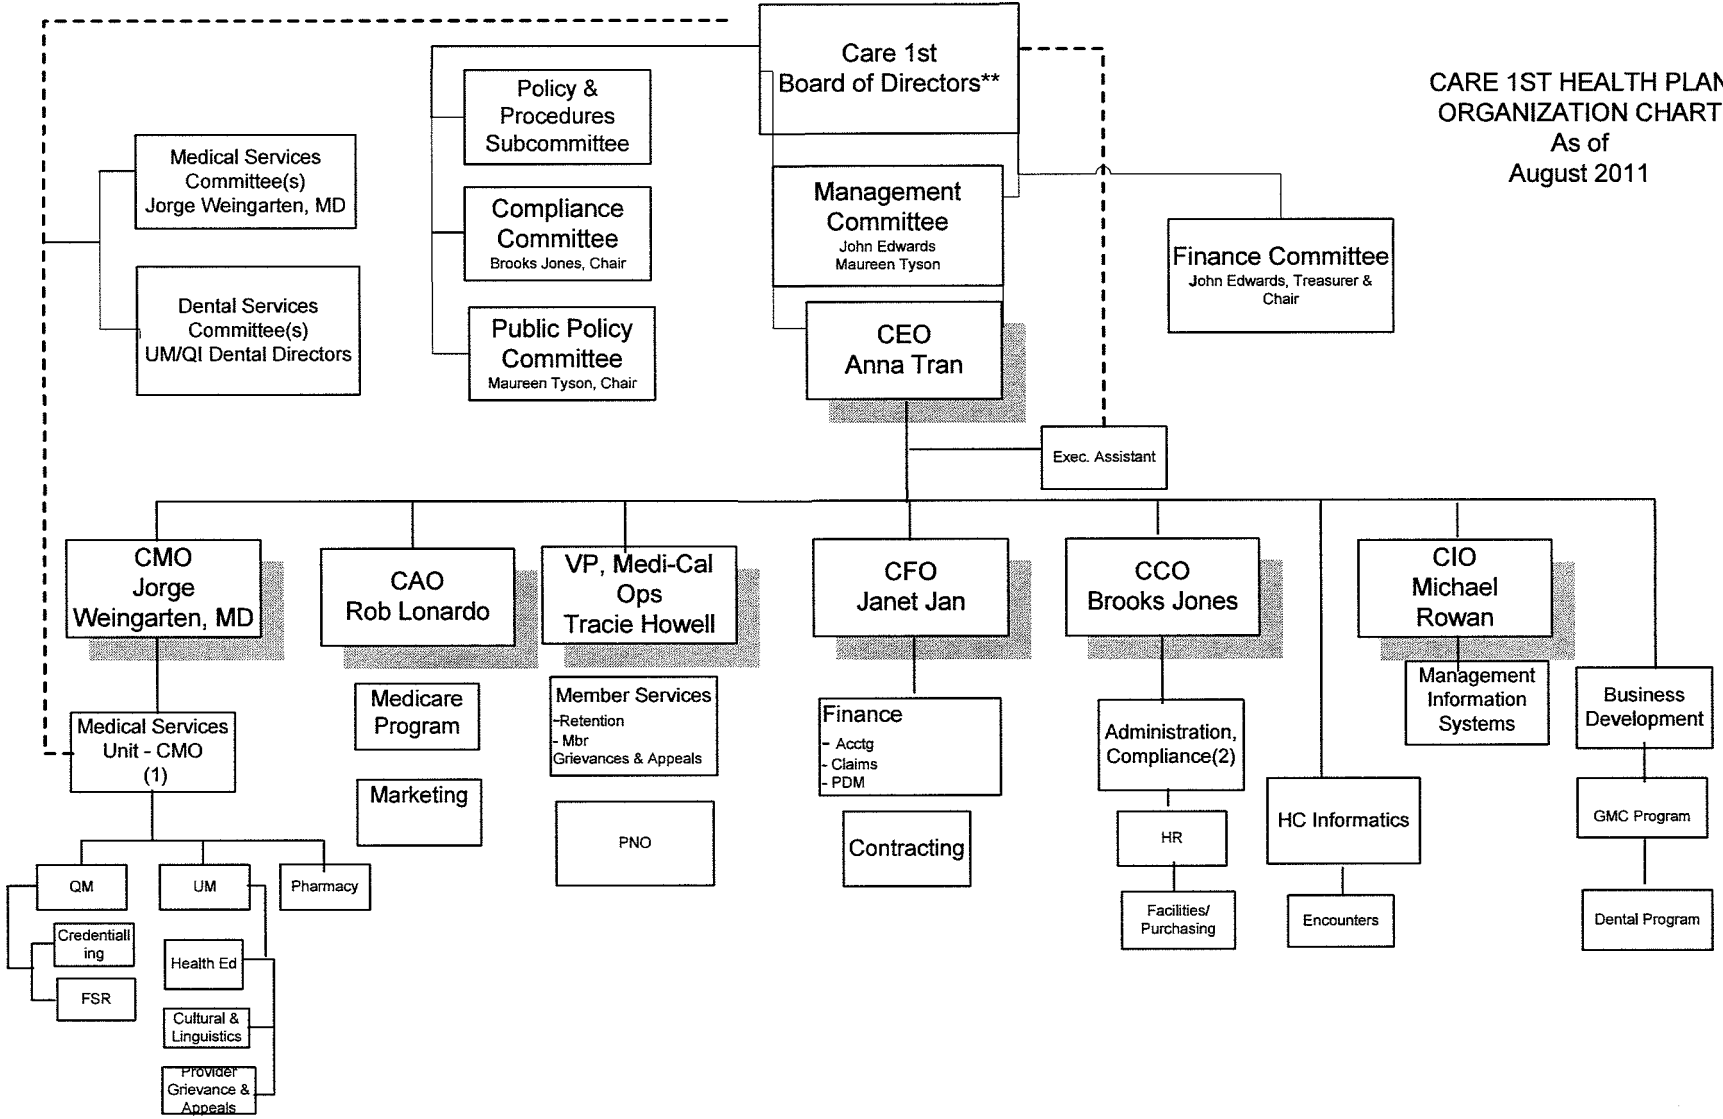 Care 1st
Board of Directors**
CARE 1ST HEALTH PLAN
ORGANIZATION CHART
As of
August 2011
Policy &
Procedures
Subcommittee
Medical Services
Committee(s)
Jorge Weingarten, MD
Management
Committee
John Edwards
Maureen Tyson
Compliance
Committee
Brooks Jones, Chair
Finance Committee
John Edwards, Treasurer &
Chair
Dental Services
Committee(s)
UM/QI Dental Directors
Public Policy
Committee
Maureen Tyson, Chair
CEO
Anna Tran
Exec. Assistant
CMO
Jorge
Weingarten, MD
CAO
Rob Lonardo
VP, Medi-Cal
Ops
Tracie Howell
CFO
Janet Jan
CCO
Brooks Jones
CIO
Michael
Rowan
Medical Services
Unit - CMO
(1)
Medicare
Program
Marketing
Member Services
-Retention
- Mbr
Grievances & Appeals
PNO
Finance
- Acctg
- Claims
- PDM
Contracting
Administration,
Compliance(2)
HR
Facilities/
Purchasing
HC Informatics
Encounters
Management
Information
Systems
Business
Development
GMC Program
Dental Program
QM
UM
Pharmacy
Credentiall
ing
FSR
Health Ed
Cultural &
Linguistics
Provider
Grievance &
Appeals